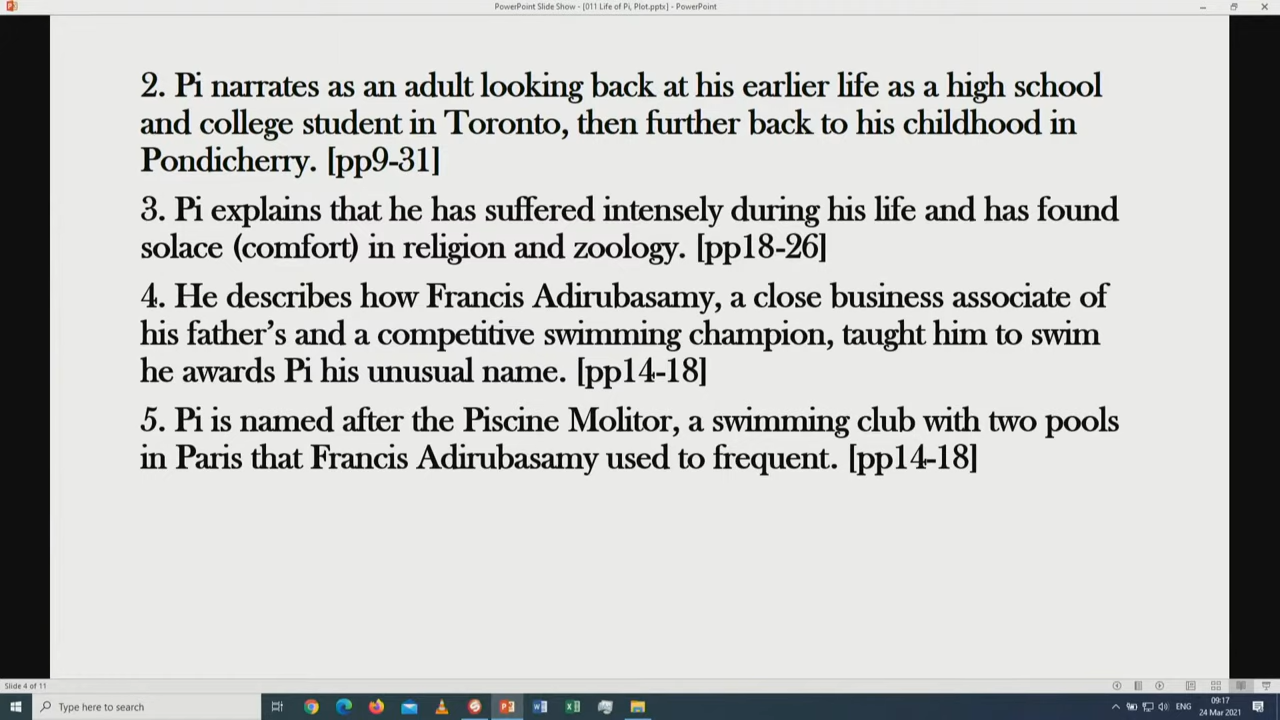 PowerPoint Slide Show - [011 Life of Pi, Plot.pptx] - PowerPoint
2. Pi narrates as an adult looking back at his earlier life as a high school
and college student in Toronto, then further back to his childhood in
Pondicherry. [pp9-31]
3. Pi explains that he has suffered intensely during his life and has found
solace (comfort) in religion and zoology. [pp18-26]
4. He describes how Francis Adirubasamy, a close business associate of
his father’s and a competitive swimming champion, taught him to swim
he awards Pi his unusual name. [pp14-18]
5. Pi is named after the Piscine Molitor, a swimming club with two pools
in Paris that Francis Adirubasamy used to frequent. [pp14-18]
Slide 4 of 11
Type here to search
ENG
09:17
24 Mar 2021